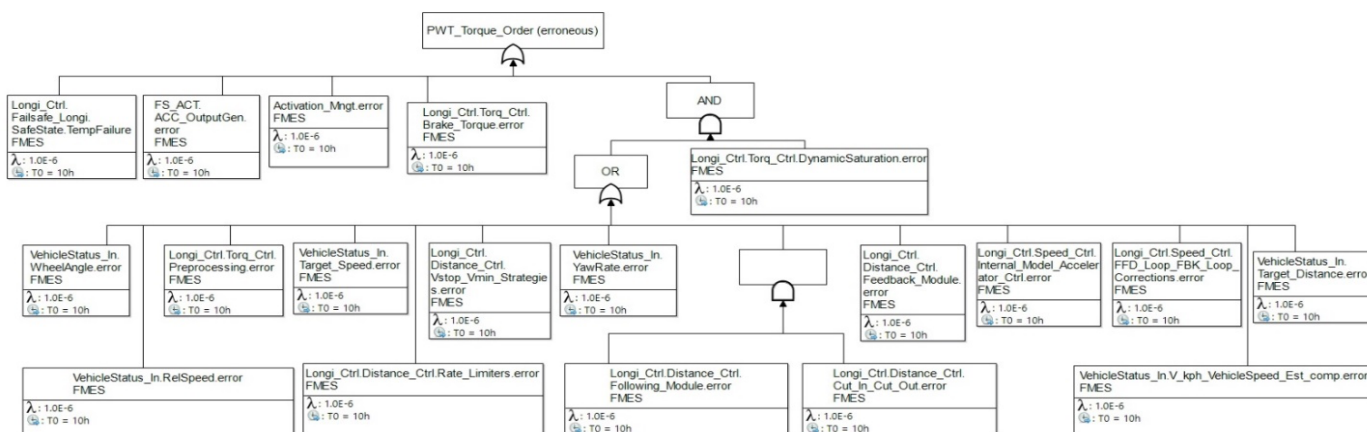 PWT_Torque_Order (erroneous)
Longi_Ctrl.
Failsafe_Longi.
SafeState.TempFailure
FMES
λ: 1.0E-6
: T0 = 10h
FS_ACT.
ACC_OutputGen.
error
FMES
λ: 1.0E-6
: T0 = 10h
Activation_Mngt.error
FMES
λ: 1.0E-6
: T0 = 10h
Longi_Ctrl.Torq_Ctrl.
Brake_Torque.error
FMES
λ: 1.0E-6
: T0 = 10h
AND
OR
Longi_Ctrl.Torq_Ctrl.DynamicSaturation.error
FMES
λ: 1.0E-6
: T0 = 10h
VehicleStatus_In.
WheelAngle.error
FMES
λ: 1.0E-6
: T0 = 10h
Longi_Ctrl.Torq_Ctrl.
Preprocessing.error
FMES
λ: 1.0E-6
: T0 = 10h
VehicleStatus_In.
Target_Speed.error
FMES
λ: 1.0E-6
: T0 = 10h
Longi_Ctrl.
Distance_Ctrl.
Vstop_Vmin_Strategie
s.error
FMES
λ: 1.0E-6
: T0 = 10h
VehicleStatus_In.
YawRate.error
FMES
λ: 1.0E-6
: T0 = 10h
Longi_Ctrl.
Distance_Ctrl.
Feedback_Module.
error
FMES
λ: 1.0E-6
: T0 = 10h
Longi_Ctrl.Speed_Ctrl.
Internal_Model_Acceler
ator_Ctrl.error
FMES
λ: 1.0E-6
: T0 = 10h
Longi_Ctrl.Speed_Ctrl.
FFD_Loop_FBK_Loop_
Corrections.error
FMES
λ: 1.0E-6
: T0 = 10h
VehicleStatus_In.
Target_Distance.error
FMES
λ: 1.0E-6
: T0 = 10h
VehicleStatus_In.RelSpeed.error
FMES
λ: 1.0E-6
: T0 = 10h
Longi_Ctrl.Distance_Ctrl.Rate_Limiters.error
FMES
λ: 1.0E-6
: T0 = 10h
Longi_Ctrl.Distance_Ctrl.
Following_Module.error
FMES
λ: 1.0E-6
: T0 = 10h
Longi_Ctrl.Distance_Ctrl.
Cut_In_Cut_Out.error
FMES
λ: 1.0E-6
: T0 = 10h
VehicleStatus_In.V_kph_VehicleSpeed_Est_comp.error
FMES
λ: 1.0E-6
: T0 = 10h